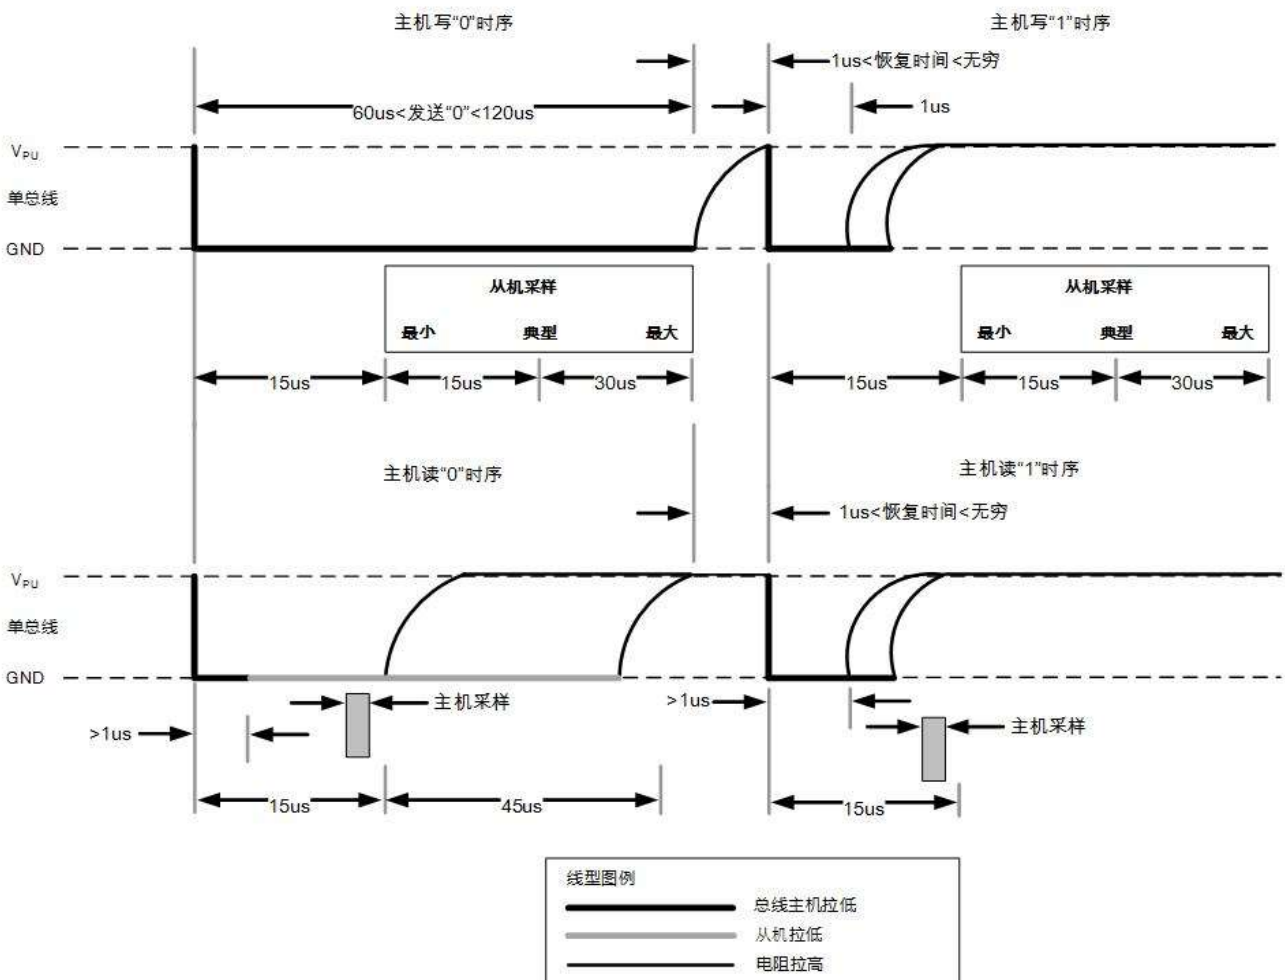 主机写“0”时序
主机写“1”时序
1us<恢复时间<无穷
60us<发送“0”<120us
1us
VPU
单总线
GND
从机采样
最小 典型 最大
从机采样
最小 典型 最大
15us
15us
30us
15us
15us
30us
主机读“0”时序
主机读“1”时序
1us<恢复时间<无穷
VPU
单总线
GND
主机采样
>1us
>1us
主机采样
15us
45us
15us
线型图例
总线主机拉低
从机拉低
电阻拉高